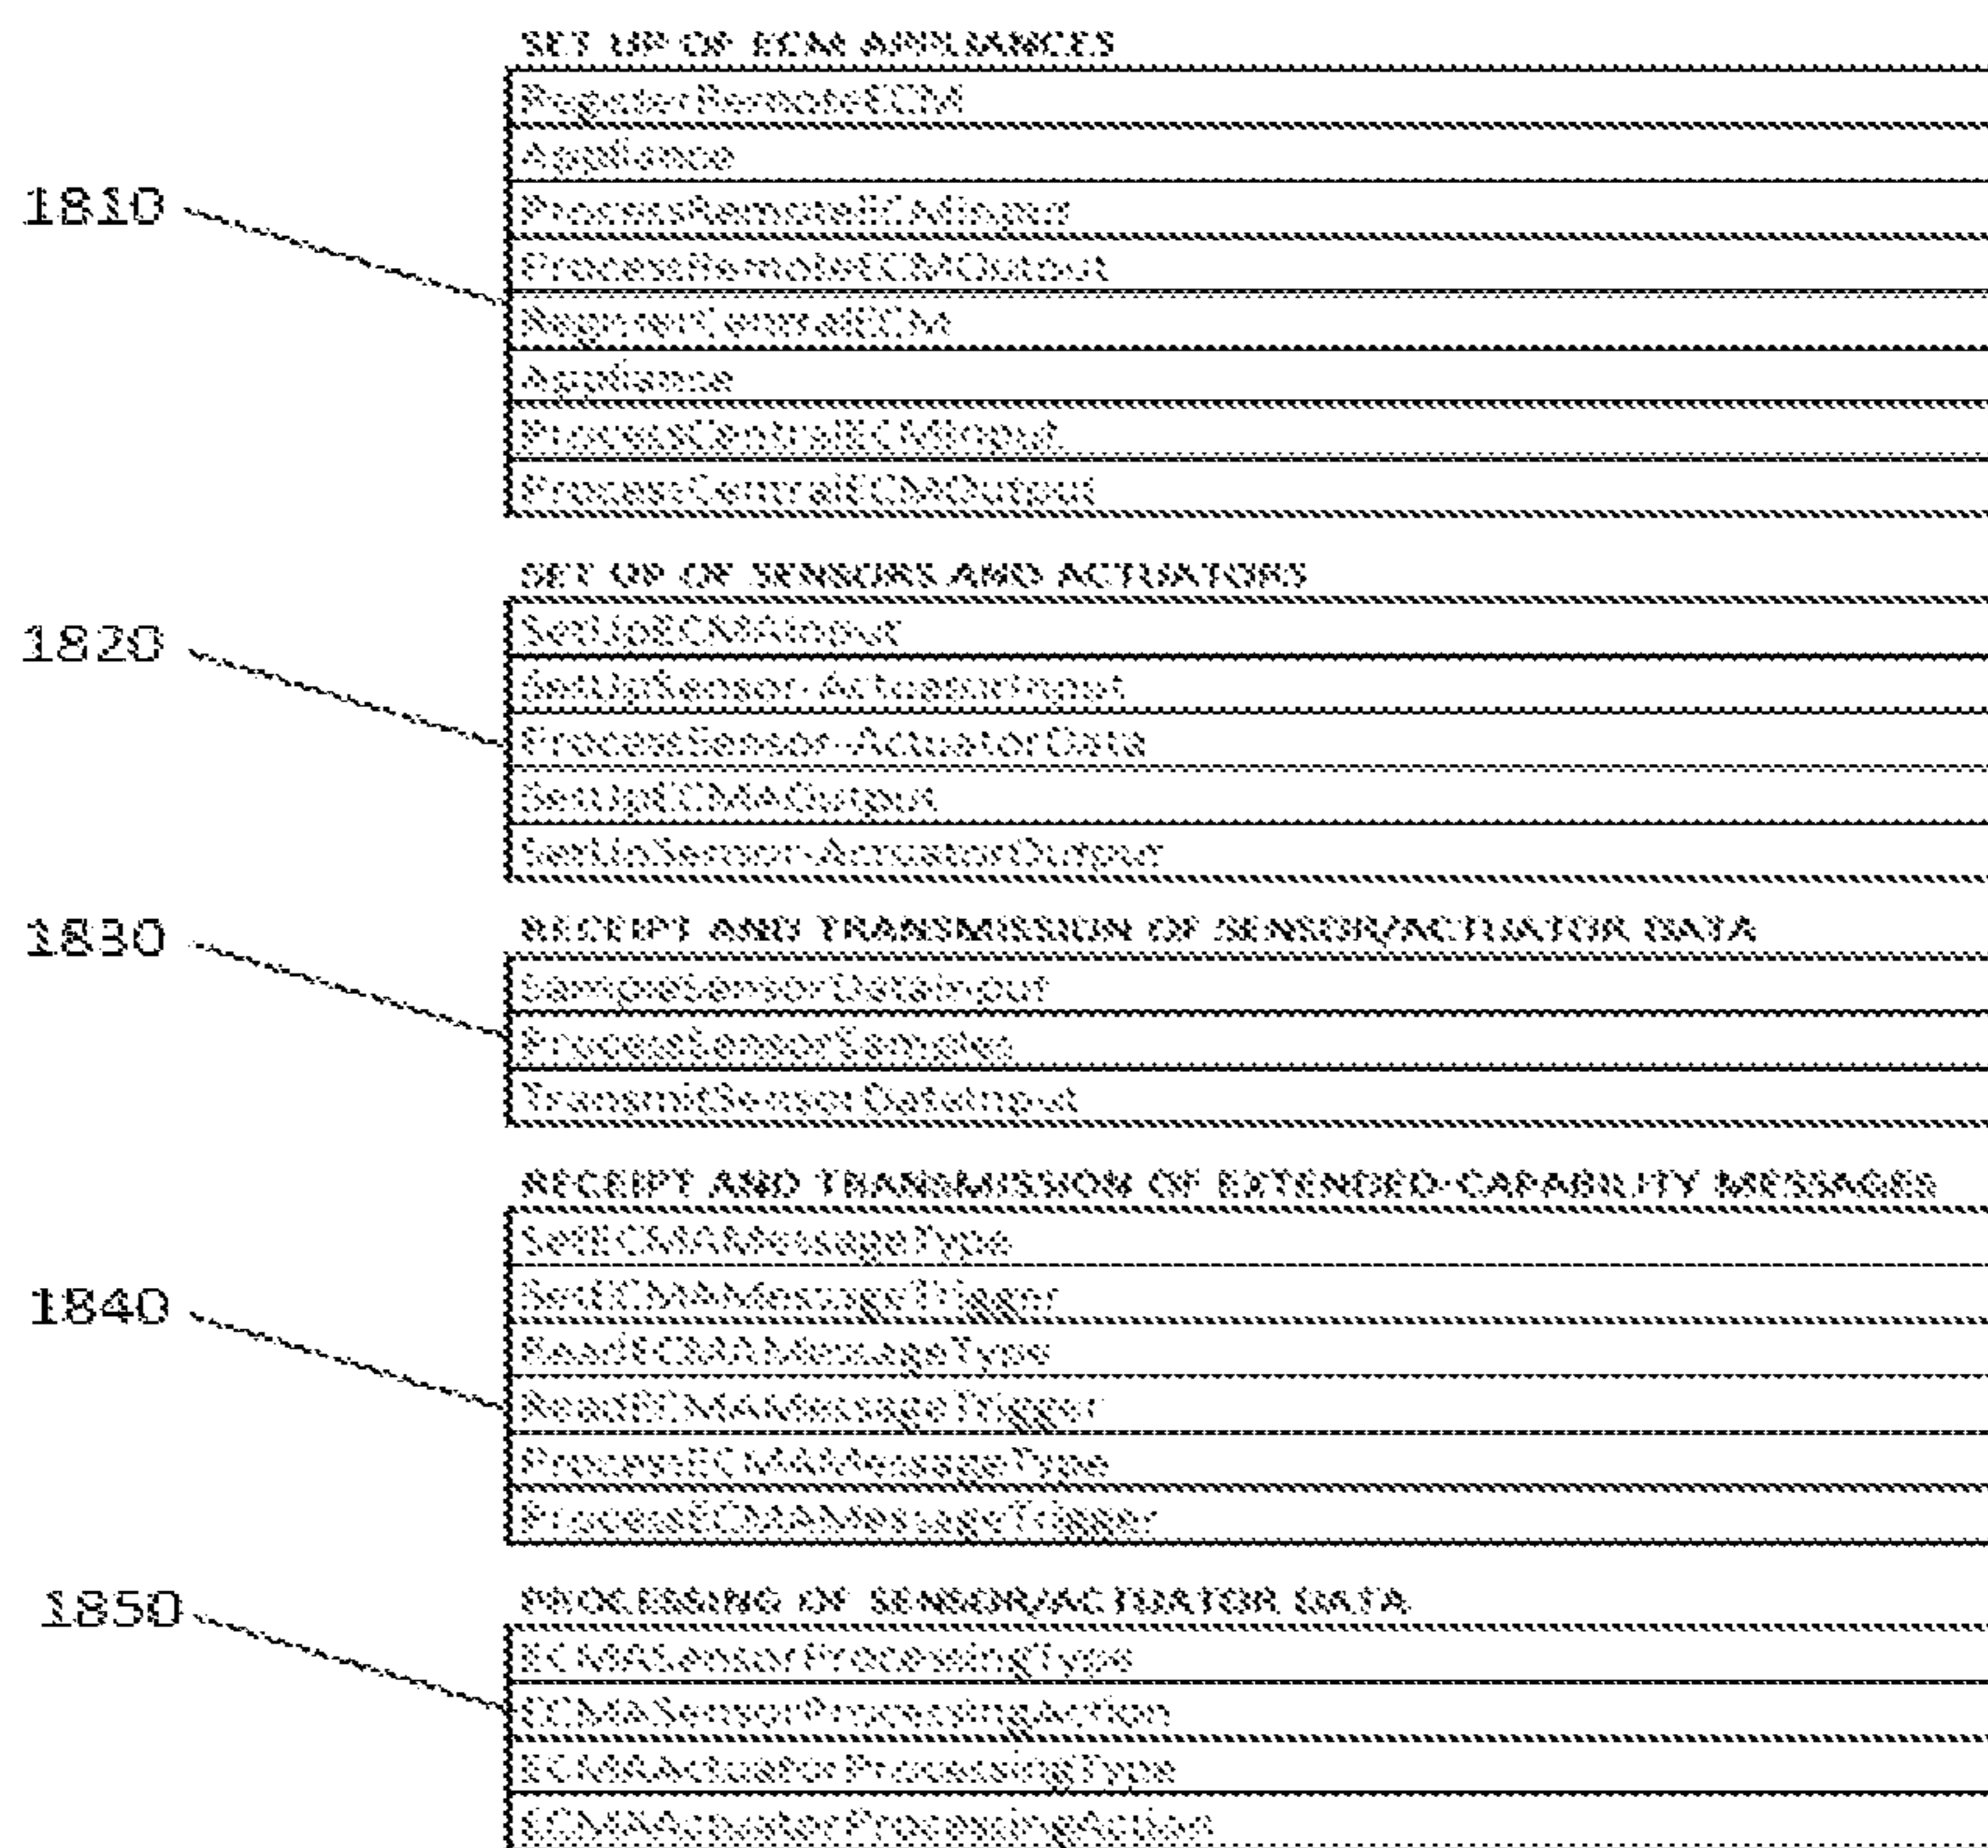 SET UP OF ECM APPLIANCES
RegisterRemoteECM
Appliance
1810
ProcessRemoteECMInput
ProcessRemoteECMOutput
RegisterCentralECM
Appliance
ProcessCentralECMInput
ProcessCentralECMOutput
SET UP OF SENSORS AND ACTUATORS
1820
SetUpECMAInput
SetUpSensor-ActuatorInput
ProcessSensor-ActuatorData
SetUpECMAOutput
SetUpSensor-ActuatorOutput
1830
RECEIPT AND TRANSMISSION OF SENSOR/ACTUATOR DATA
SampleSensorDataInput
ProcessSensorSamples
TransmitSensorDataInput
RECEIPT AND TRANSMISSION OF EXTENDED-CAPABILITY MESSAGES
SetECMAMessageType
1840
SetECMAMessageTrigger
ReadECMRMessageType
ReadECMAMessageTrigger
ProcessECMAMessageType
ProcessECMAMessageTrigger
1850
PROCESSING OF SENSOR/ACTUATOR DATA
ECMRSensorProcessingType
ECMASensorProcessingAction
ECMRActuatorProcessingType
ECMAActuatorProcessingAction